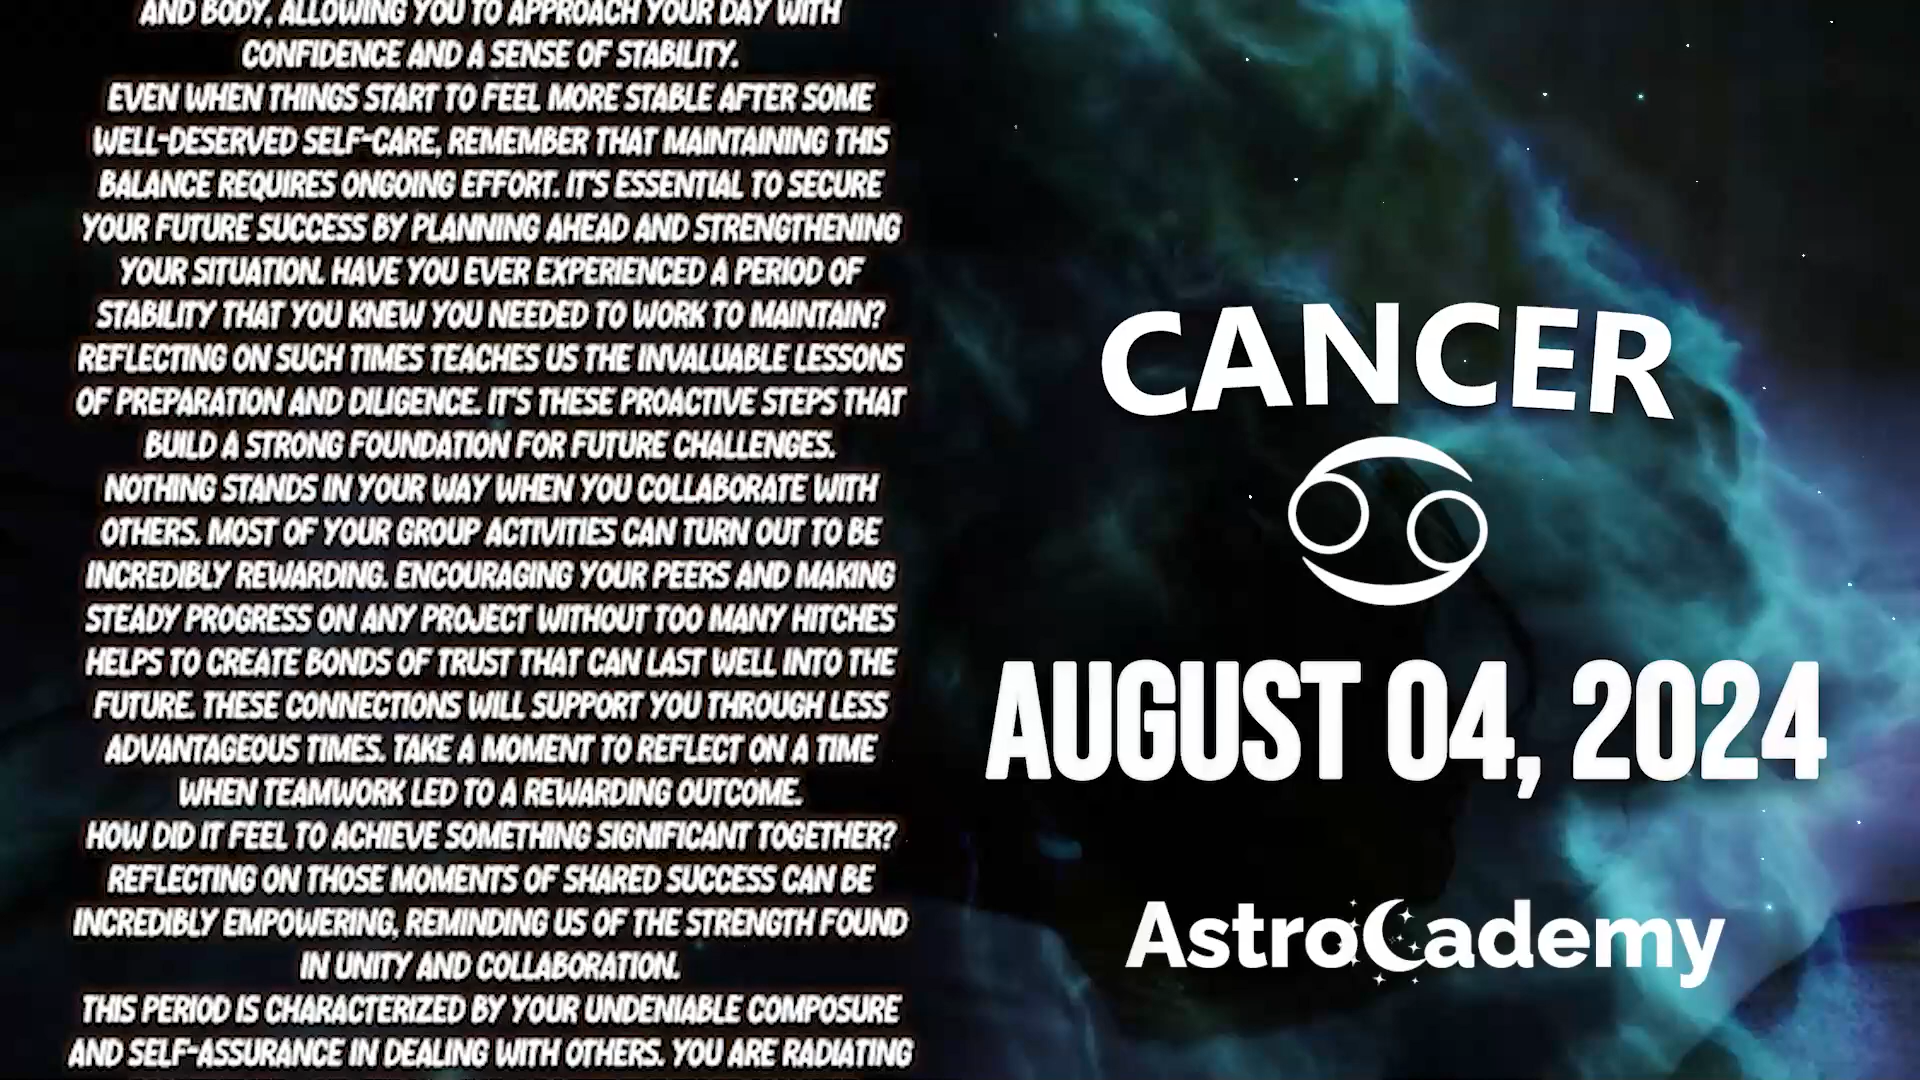 AND BODY, ALLOWING YOU TO APPROACH YOUR DAY WITH
CONFIDENCE AND A SENSE OF STABILITY.
EVEN WHEN THINGS START TO FEEL MORE STABLE AFTER SOME
WELL-DESERVED SELF-CARE, REMEMBER THAT MAINTAINING THIS
BALANCE REQUIRES ONGOING EFFORT. IT'S ESSENTIAL TO SECURE
YOUR FUTURE SUCCESS BY PLANNING AHEAD AND STRENGTHENING
YOUR SITUATION. HAVE YOU EVER EXPERIENCED A PERIOD OF
STABILITY THAT YOU KNEW YOU NEEDED TO WORK TO MAINTAIN?
REFLECTING ON SUCH TIMES TEACHES US THE INVALUABLE LESSONS
OF PREPARATION AND DILIGENCE. IT'S THESE PROACTIVE STEPS THAT
BUILD A STRONG FOUNDATION FOR FUTURE CHALLENGES.
NOTHING STANDS IN YOUR WAY WHEN YOU COLLABORATE WITH
OTHERS. MOST OF YOUR GROUP ACTIVITIES CAN TURN OUT TO BE
INCREDIBLY REWARDING. ENCOURAGING YOUR PEERS AND MAKING
STEADY PROGRESS ON ANY PROJECT WITHOUT TOO MANY HITCHES
HELPS TO CREATE BONDS OF TRUST THAT CAN LAST WELL INTO THE
FUTURE. THESE CONNECTIONS WILL SUPPORT YOU THROUGH LESS
ADVANTAGEOUS TIMES. TAKE A MOMENT TO REFLECT ON A TIME
WHEN TEAMWORK LED TO A REWARDING OUTCOME.
HOW DID IT FEEL TO ACHIEVE SOMETHING SIGNIFICANT TOGETHER?
REFLECTING ON THOSE MOMENTS OF SHARED SUCCESS CAN BE
INCREDIBLY EMPOWERING, REMINDING US OF THE STRENGTH FOUND
IN UNITY AND COLLABORATION.
THIS PERIOD IS CHARACTERIZED BY YOUR UNDENIABLE COMPOSURE
AND SELF-ASSURANCE IN DEALING WITH OTHERS. YOU ARE RADIATING
CANCER
AUGUST 04, 2024
AstroCademy